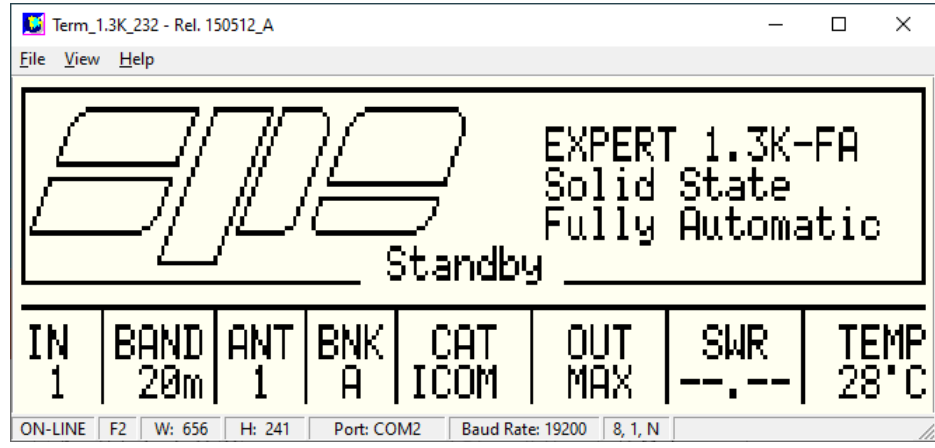 Term_1.3K_232 - Rel. 150512_A
File View Help
EXPERT 1.3K-FA
Solid State
Fully Automatic
Standby
IN BAND ANT BNK CAT OUT SWR TEMP
1 20m 1 A ICOM MAX --.-- 28°C
ON-LINE F2 W: 656 H: 241 Port: COM2 Baud Rate: 19200 8, 1, N